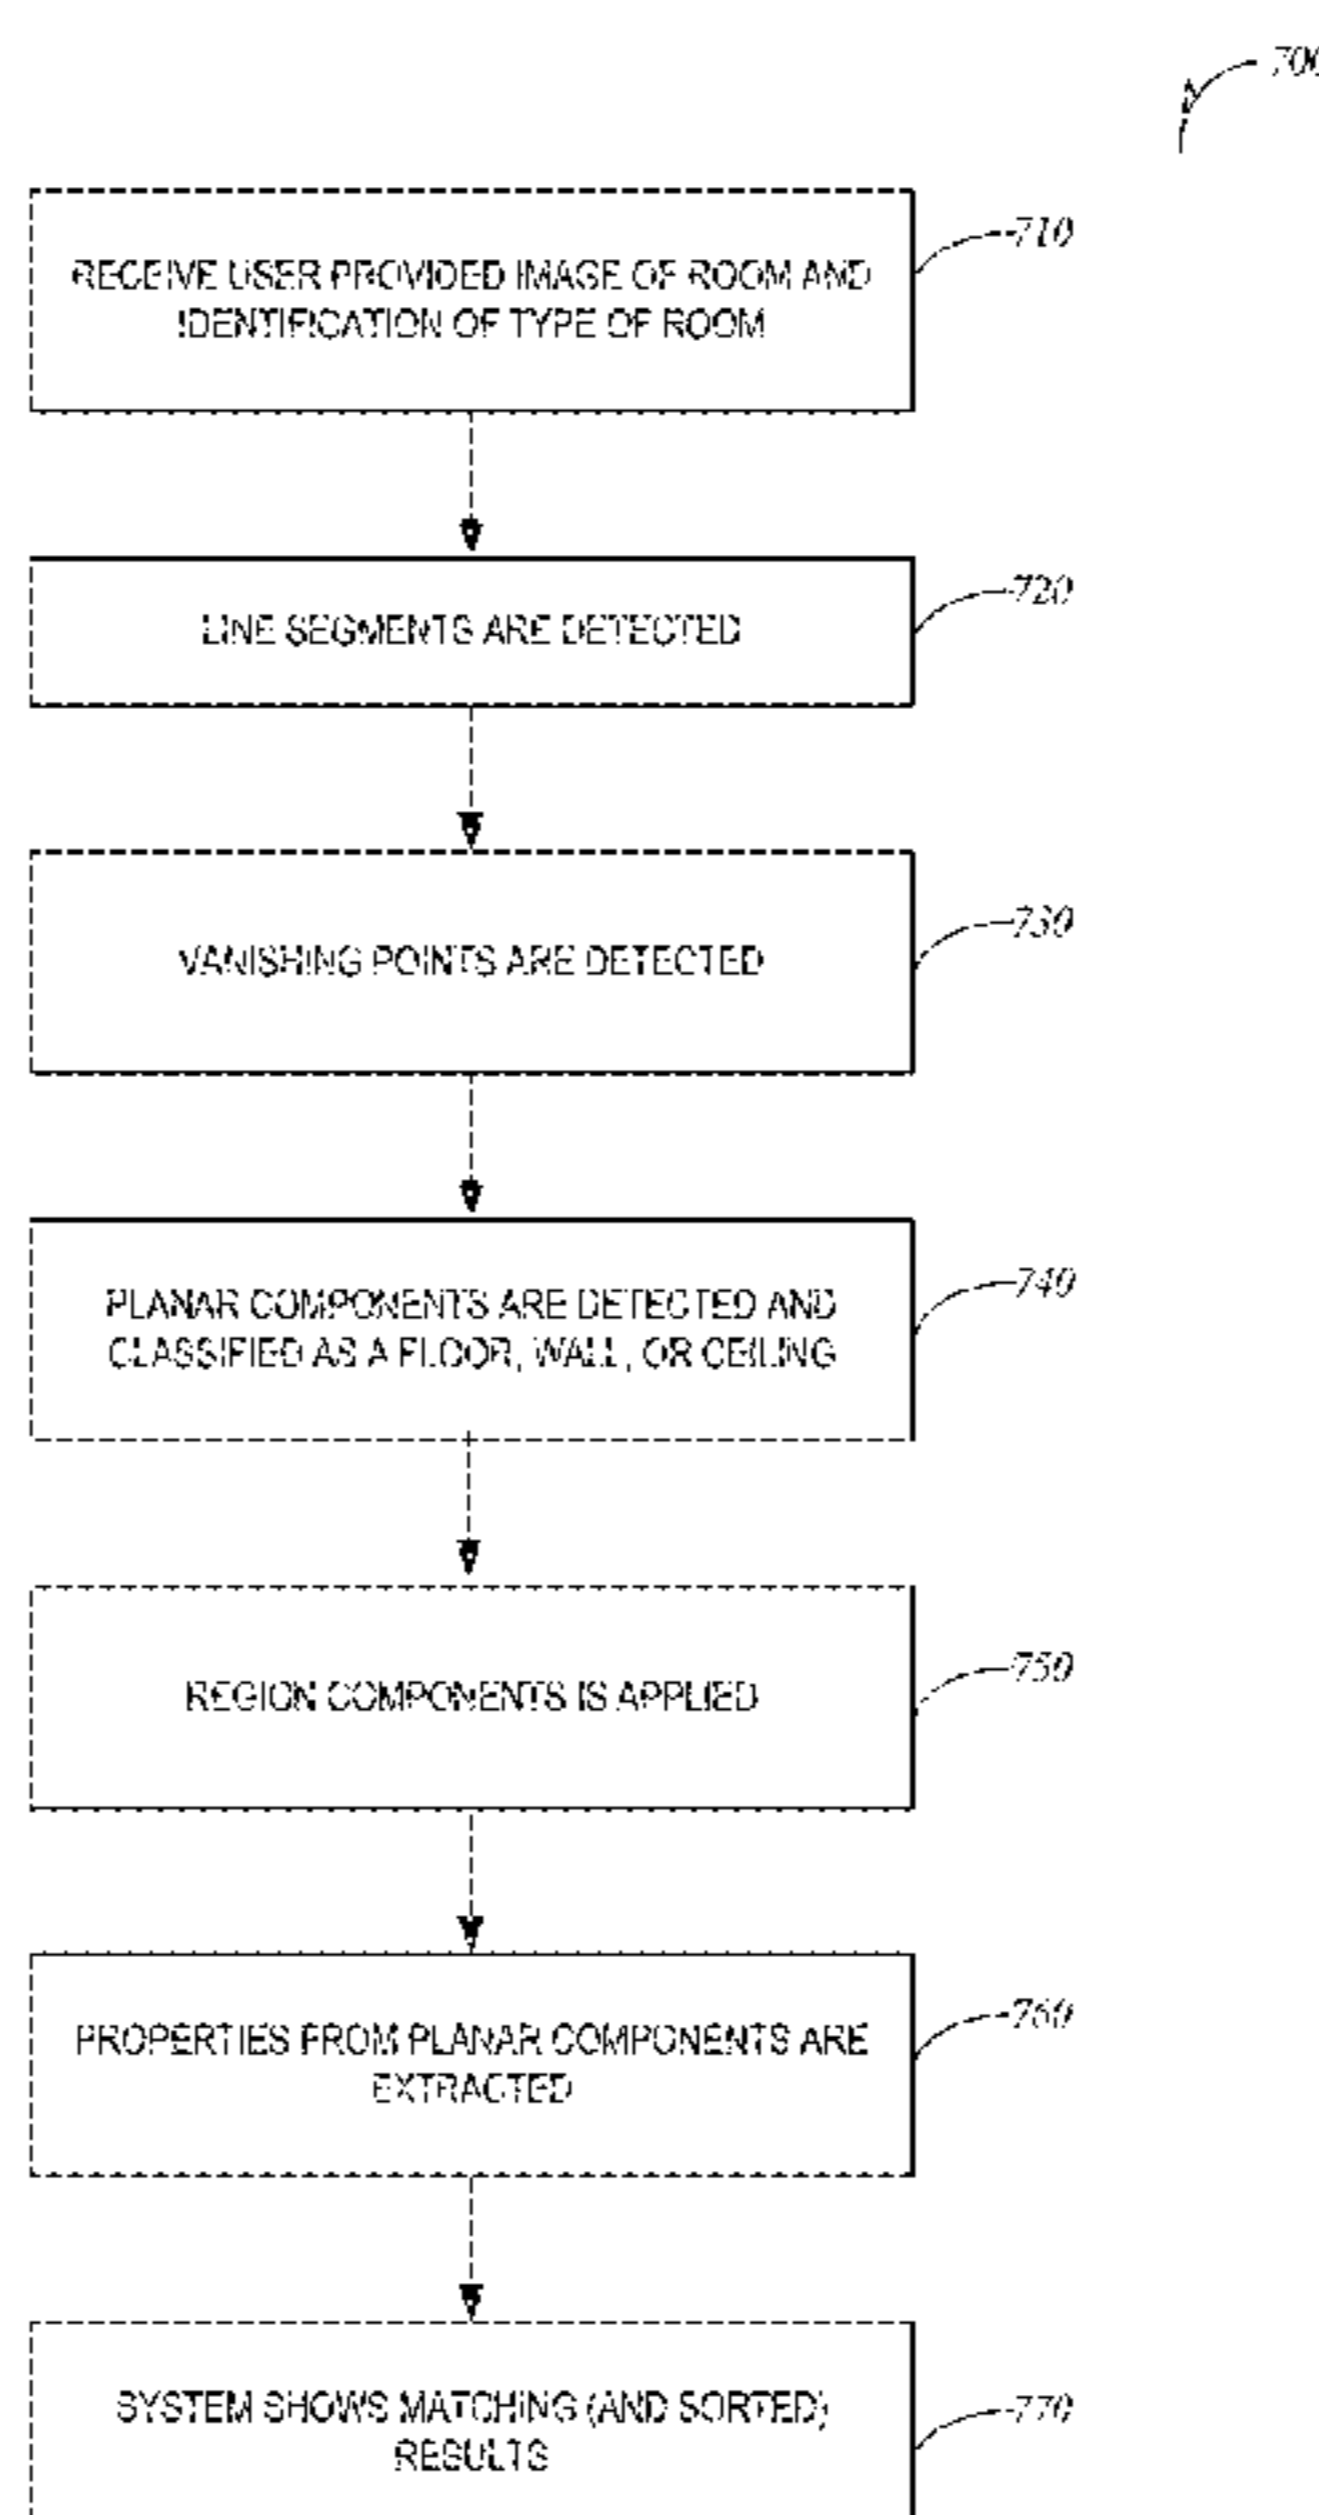 700
710
RECEIVE USER PROVIDED IMAGE OF ROOM AND
IDENTIFICATION OF TYPE OF ROOM
720
LINE SEGMENTS ARE DETECTED
730
VANISHING POINTS ARE DETECTED
740
PLANAR COMPONENTS ARE DETECTED AND
CLASSIFIED AS A FLOOR, WALL, OR CEILING
750
REGION COMPONENTS IS APPLIED
760
PROPERTIES FROM PLANAR COMPONENTS ARE
EXTRACTED
770
SYSTEM SHOWS MATCHING (AND SORTED)
RESULTS